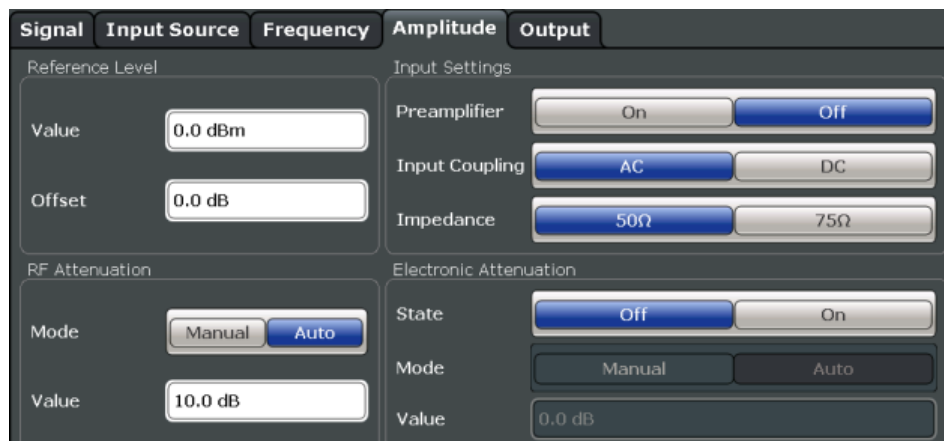 Signal Input Source Frequency Amplitude Output
Reference Level
Value 0.0 dBm
Offset 0.0 dB
Input Settings
Preamplifier On Off
Input Coupling AC DC
Impedance 50Ω 75Ω
RF Attenuation
Mode Manual Auto
Value 10.0 dB
Electronic Attenuation
State Off On
Mode Manual Auto
Value 0.0 dB